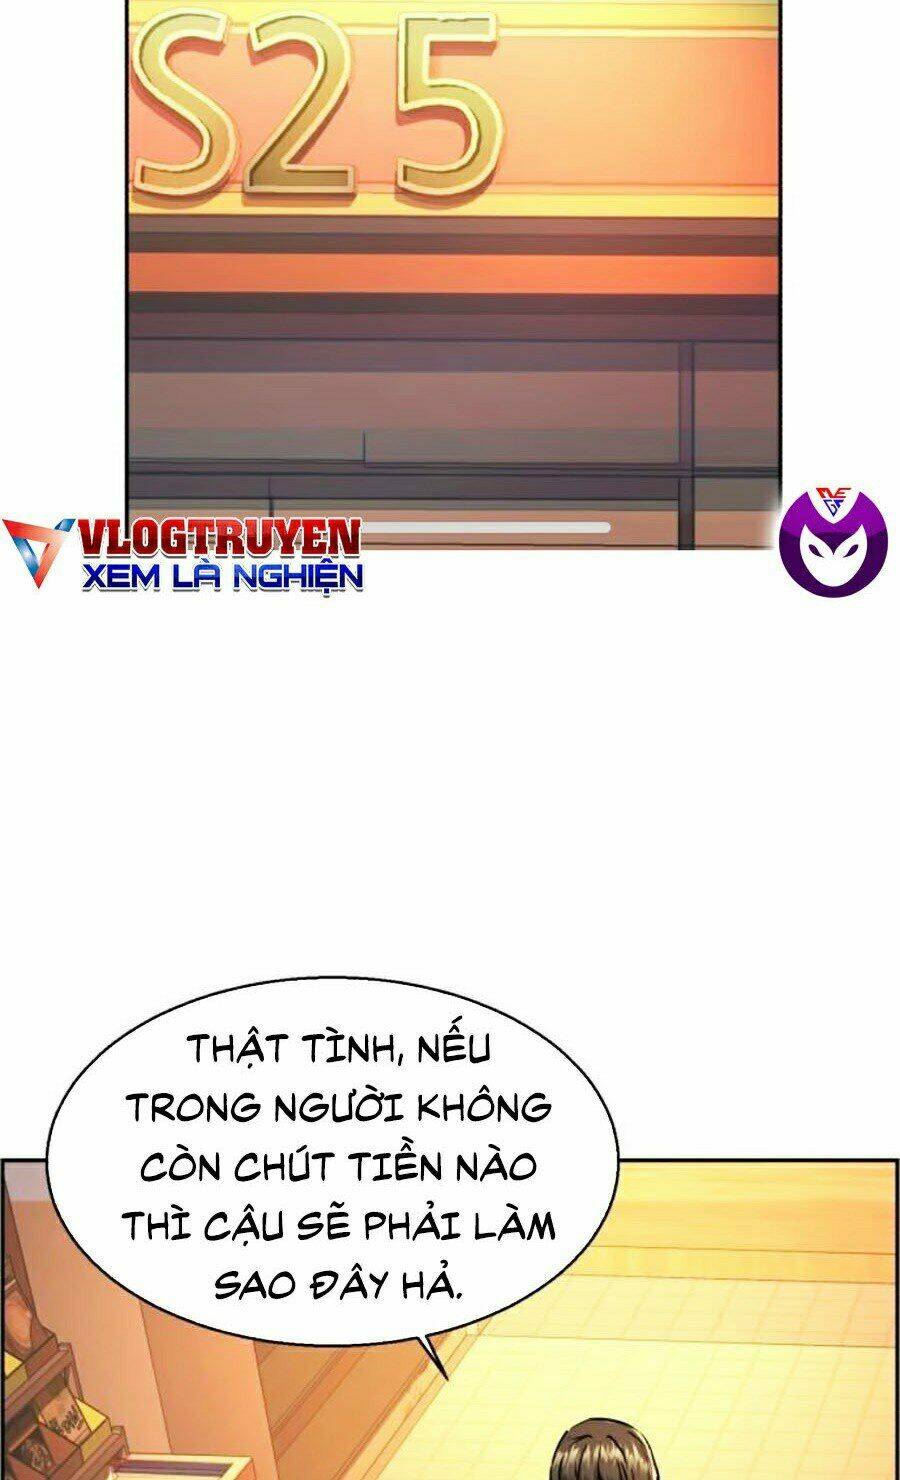 S25
VLOGTRUYEN
XEM LÀ NGHIỆN
THẬT TÌNH, NẾU
TRONG NGƯỜI KHÔNG
CÒN CHÚT TIỀN NÀO
THÌ CẬU SẼ PHẢI LÀM
SAO ĐÂY HẢ.